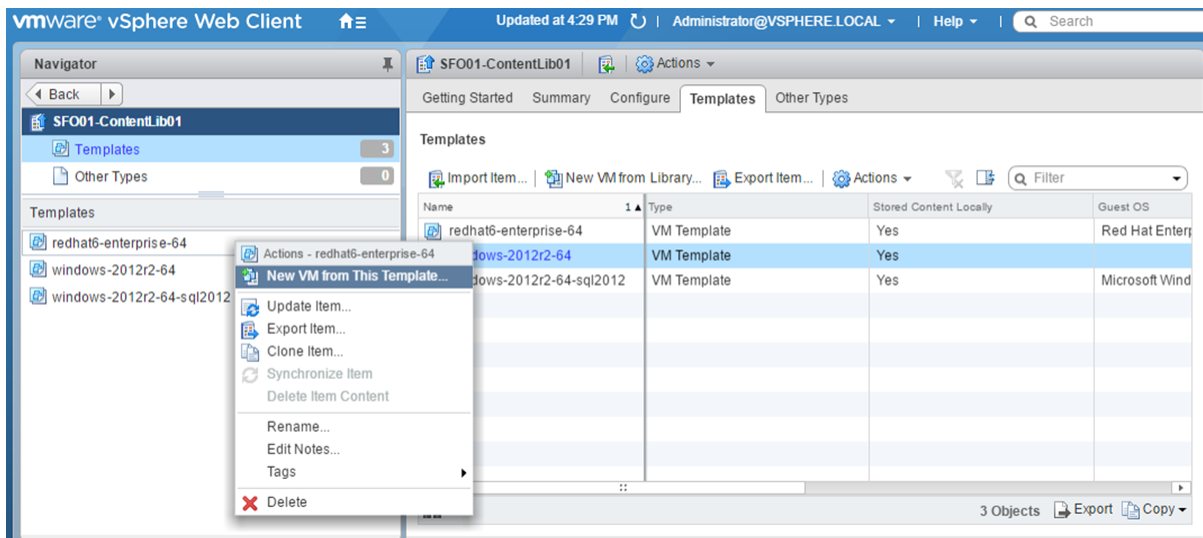 vmware® vSphere Web Client Updated at 4:29 PM | Administrator@VSPHERE.LOCAL | Help | Search
Navigator
Back
SFO01-ContentLib01
Templates 3
Other Types 0
Templates
redhat6-enterprise-64
windows-2012r2-64
windows-2012r2-64-sql2012
Actions - redhat6-enterprise-64
New VM from This Template...
Update Item...
Export Item...
Clone Item...
Synchronize Item
Delete Item Content
Rename...
Edit Notes...
Tags
Delete
SFO01-ContentLib01 Actions
Getting Started Summary Configure Templates Other Types
Templates
Import Item... New VM from Library... Export Item... Actions Filter
Name 1 Type Stored Content Locally Guest OS
redhat6-enterprise-64 VM Template Yes Red Hat Enterp
dows-2012r2-64 VM Template Yes
dows-2012r2-64-sql2012 VM Template Yes Microsoft Wind
3 Objects Export Copy